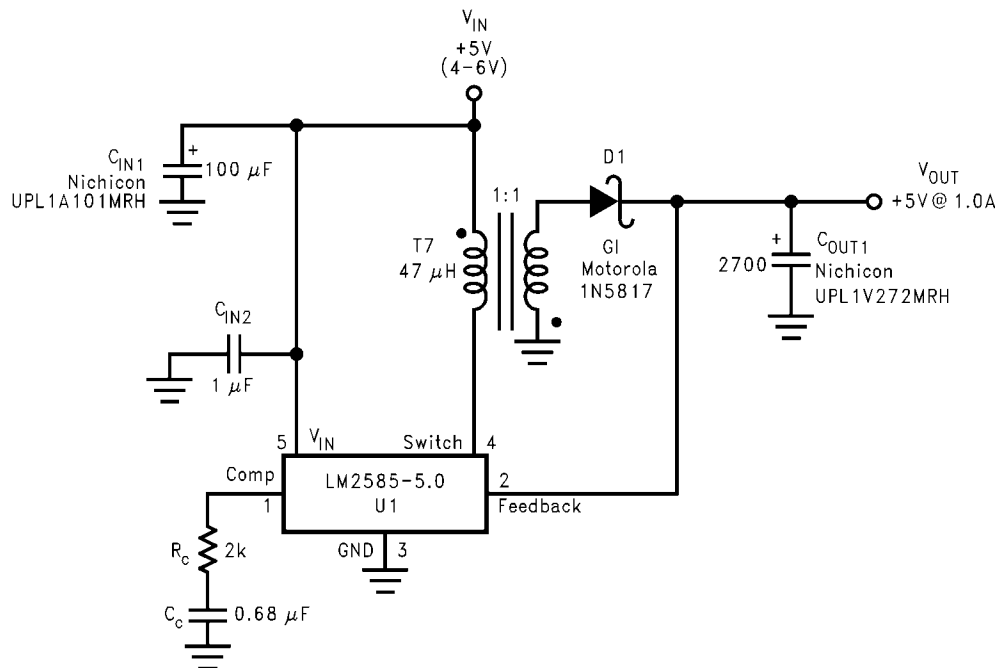 V_IN
+5V
(4-6V)
C_IN1
Nichicon
UPL1A101MRH
+
100 μF
1:1
D1
V_OUT
+5V@ 1.0A
T7
47 μH
GI
Motorola
1N5817
+
2700
C_OUT1
Nichicon
UPL1V272MRH
C_IN2
1 μF
5
V_IN
Switch
4
Comp
1
LM2585-5.0
U1
2
Feedback
GND
3
R_c
2k
C_c
0.68 μF